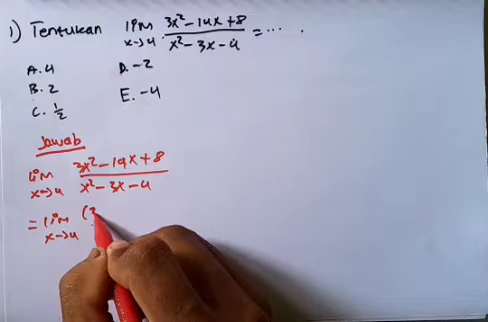 1) Tentukan lim x→4 3x²-14x+8 / x²-3x-4 = ....
A. 4 D. -2
B. 2 E. -4
C. 1/2
Jawab
lim x→4 3x²-14x+8 / x²-3x-4
= lim x→4 (3